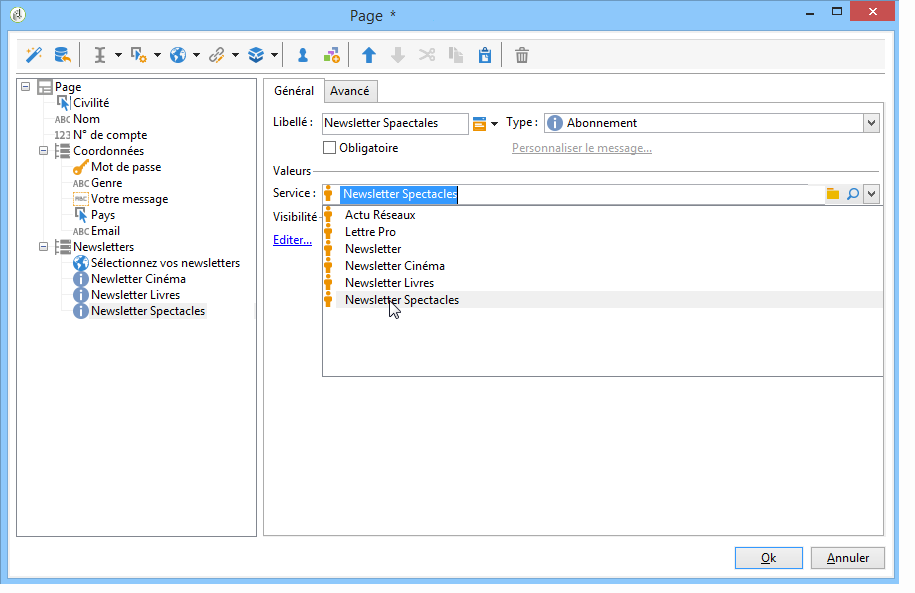 Page *
Page
Civilité
ABC Nom
123 N° de compte
Coordonnées
Mot de passe
ABC Genre
ABC Votre message
Pays
ABC Email
Newsletters
Sélectionnez vos newsletters
Newletter Cinéma
Newsletter Livres
Newsletter Spectacles
Général Avancé
Libellé : Newsletter Spaectales Type : Abonnement
Obligatoire Personnaliser le message...
Valeurs
Service : Newsletter Spectacles
Visibilité
Editer...
Actu Réseaux
Lettre Pro
Newsletter
Newsletter Cinéma
Newsletter Livres
Newsletter Spectacles
Ok Annuler